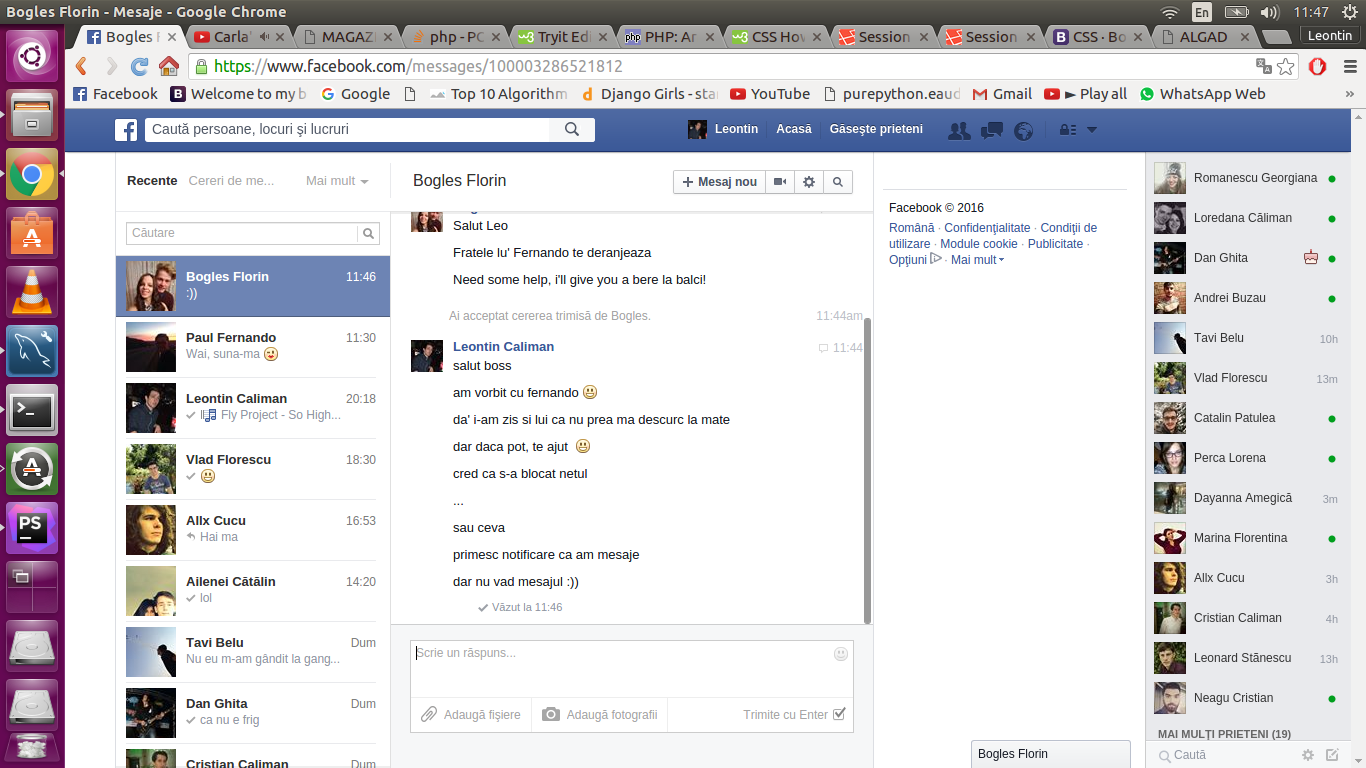 Bogles Florin - Mesaje - Google Chrome
En
11:47
Bogles F
Carla
MAGAZ
php - PC
Tryit Edi
PHP: Ar
CSS How
Session
Session
CSS · Bo
ALGAD
Leontin
https://www.facebook.com/messages/100003286521812
Facebook
Welcome to my b
Google
Top 10 Algorithm
Django Girls - star
YouTube
purepython.eaud
Gmail
► Play all
WhatsApp Web
»
Caută persoane, locuri şi lucruri
Leontin
Acasă
Găseşte prieteni
Recente
Cereri de me...
Mai mult
Căutare
Bogles Florin 11:46
:))
Paul Fernando 11:30
Wai, suna-ma
Leontin Caliman 20:18
Fly Project - So High...
Vlad Florescu 18:30
Allx Cucu 16:53
Hai ma
Ailenei Cătălin 14:20
lol
Tavi Belu Dum
Nu eu m-am gândit la gang...
Dan Ghita Dum
ca nu e frig
Cristian Caliman Dum
Bogles Florin
+ Mesaj nou
Salut Leo
Fratele lu' Fernando te deranjeaza
Need some help, i'll give you a bere la balci!
Ai acceptat cererea trimisă de Bogles. 11:44am
Leontin Caliman 11:44
salut boss
am vorbit cu fernando
da' i-am zis si lui ca nu prea ma descurc la mate
dar daca pot, te ajut
cred ca s-a blocat netul
...
sau ceva
primesc notificare ca am mesaje
dar nu vad mesajul :))
Văzut la 11:46
Scrie un răspuns...
Adaugă fişiere
Adaugă fotografii
Trimite cu Enter
Facebook © 2016
Română · Confidenţialitate · Condiţii de
utilizare · Module cookie · Publicitate ·
Opţiuni · Mai mult
Romanescu Georgiana
Loredana Căliman
Dan Ghita
Andrei Buzau
Tavi Belu 10h
Vlad Florescu 13m
Catalin Patulea
Perca Lorena
Dayanna Amegică 3m
Marina Florentina
Allx Cucu 3h
Cristian Caliman 4h
Leonard Stănescu 13h
Neagu Cristian
MAI MULŢI PRIETENI (19)
Caută
Bogles Florin
PS